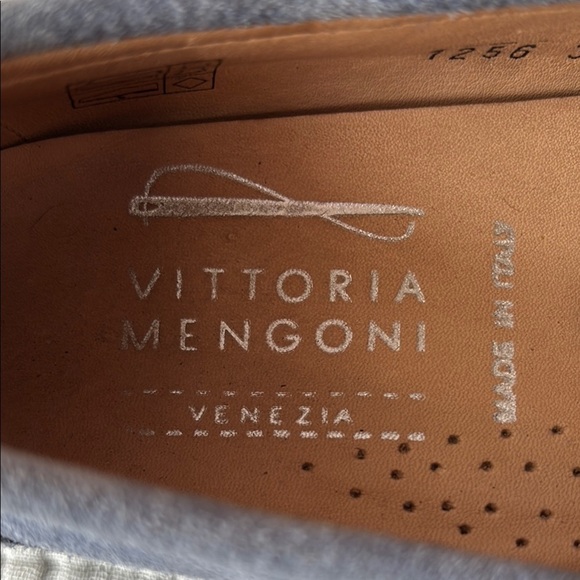 1256
VITTORIA
MENGONI
VENEZIA
MADE IN ITALY